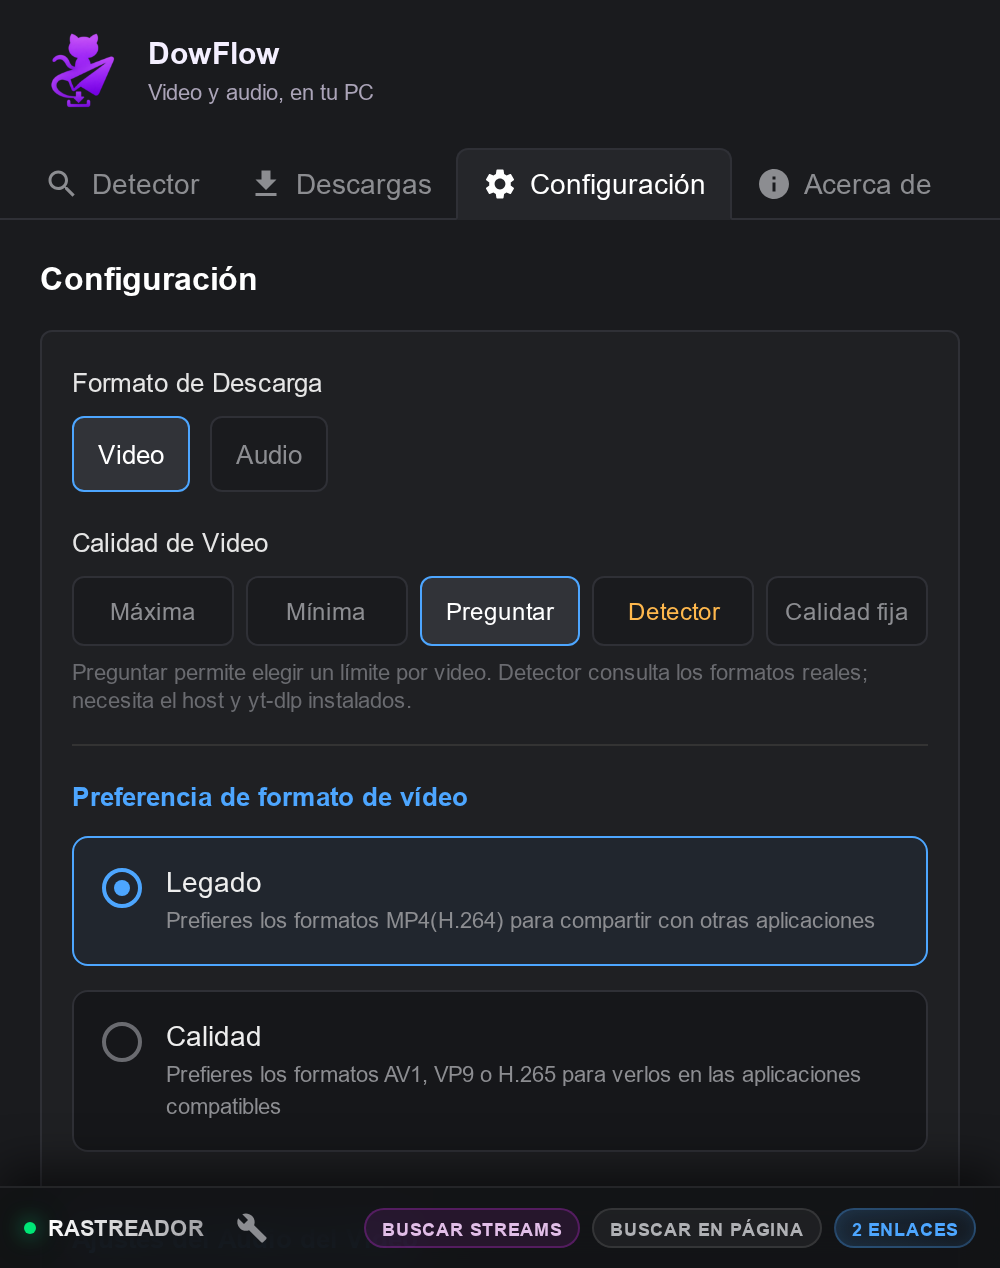 DowFlow
Video y audio, en tu PC
Detector
Descargas
Configuración
Acerca de
Configuración
Formato de Descarga
Video
Audio
Calidad de Video
Máxima
Mínima
Preguntar
Detector
Calidad fija
Preguntar permite elegir un límite por video. Detector consulta los formatos reales;
necesita el host y yt-dlp instalados.
Preferencia de formato de vídeo
Legado
Prefieres los formatos MP4(H.264) para compartir con otras aplicaciones
Calidad
Prefieres los formatos AV1, VP9 o H.265 para verlos en las aplicaciones
compatibles
RASTREADOR
BUSCAR STREAMS
BUSCAR EN PÁGINA
2 ENLACES